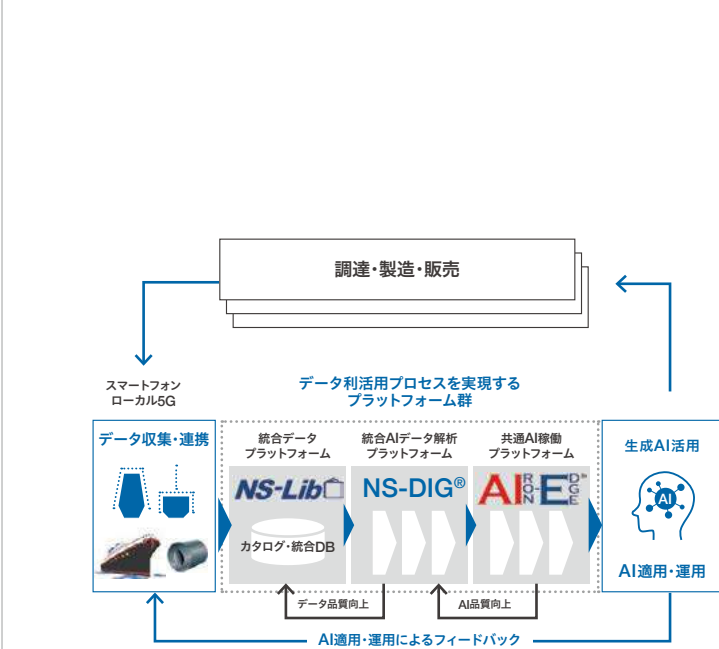 調達・製造・販売
スマートフォン
ローカル5G
データ利活用プロセスを実現する
プラットフォーム群
データ収集・連携
統合データ
プラットフォーム
NS-Lib
カタログ・統合DB
統合AIデータ解析
プラットフォーム
NS-DIG®
共通AI稼働
プラットフォーム
AIRON-EDGE
生成AI活用
AI
AI適用・運用
データ品質向上
AI品質向上
AI適用・運用によるフィードバック